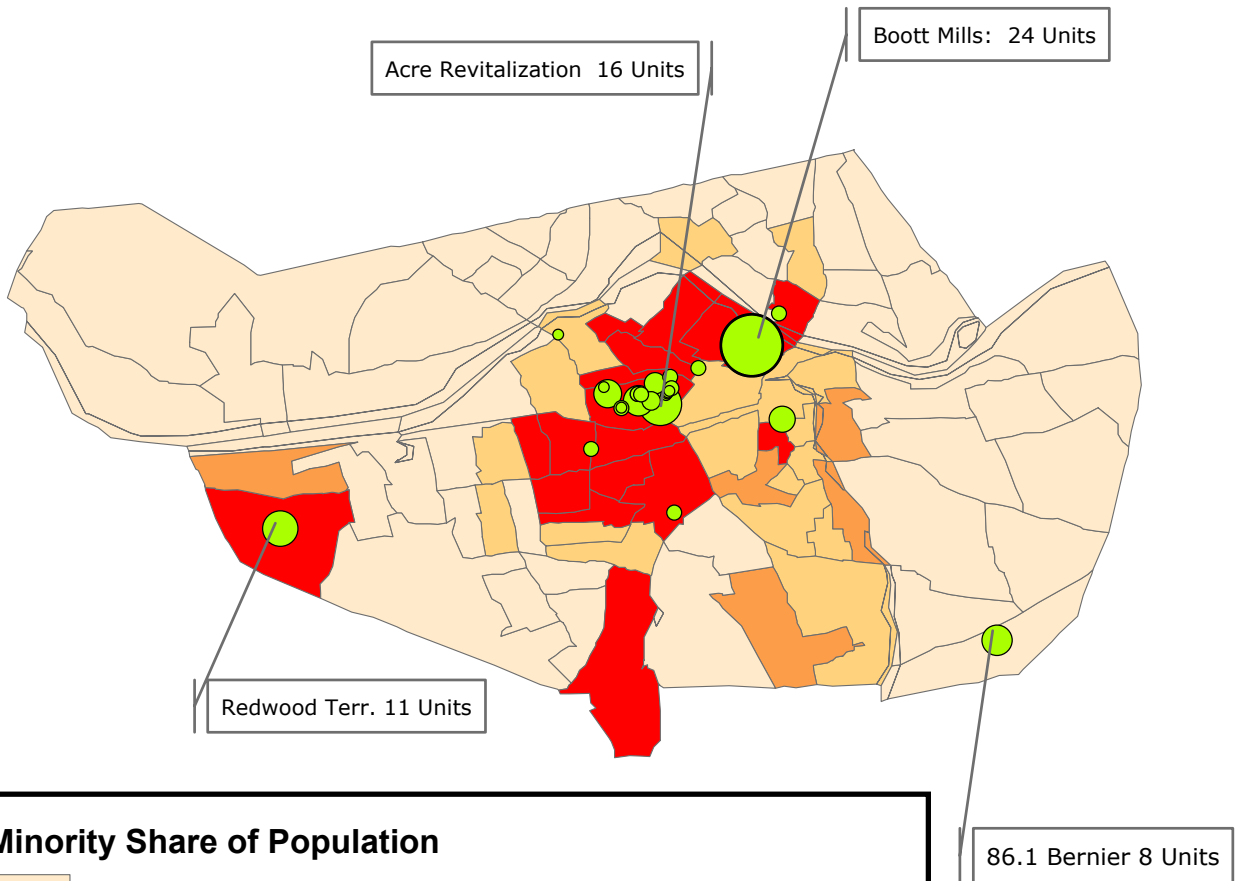 Boott Mills:  24 Units
Acre Revitalization  16 Units
Redwood Terr. 11 Units
Minority Share of Population
86.1 Bernier 8 Units